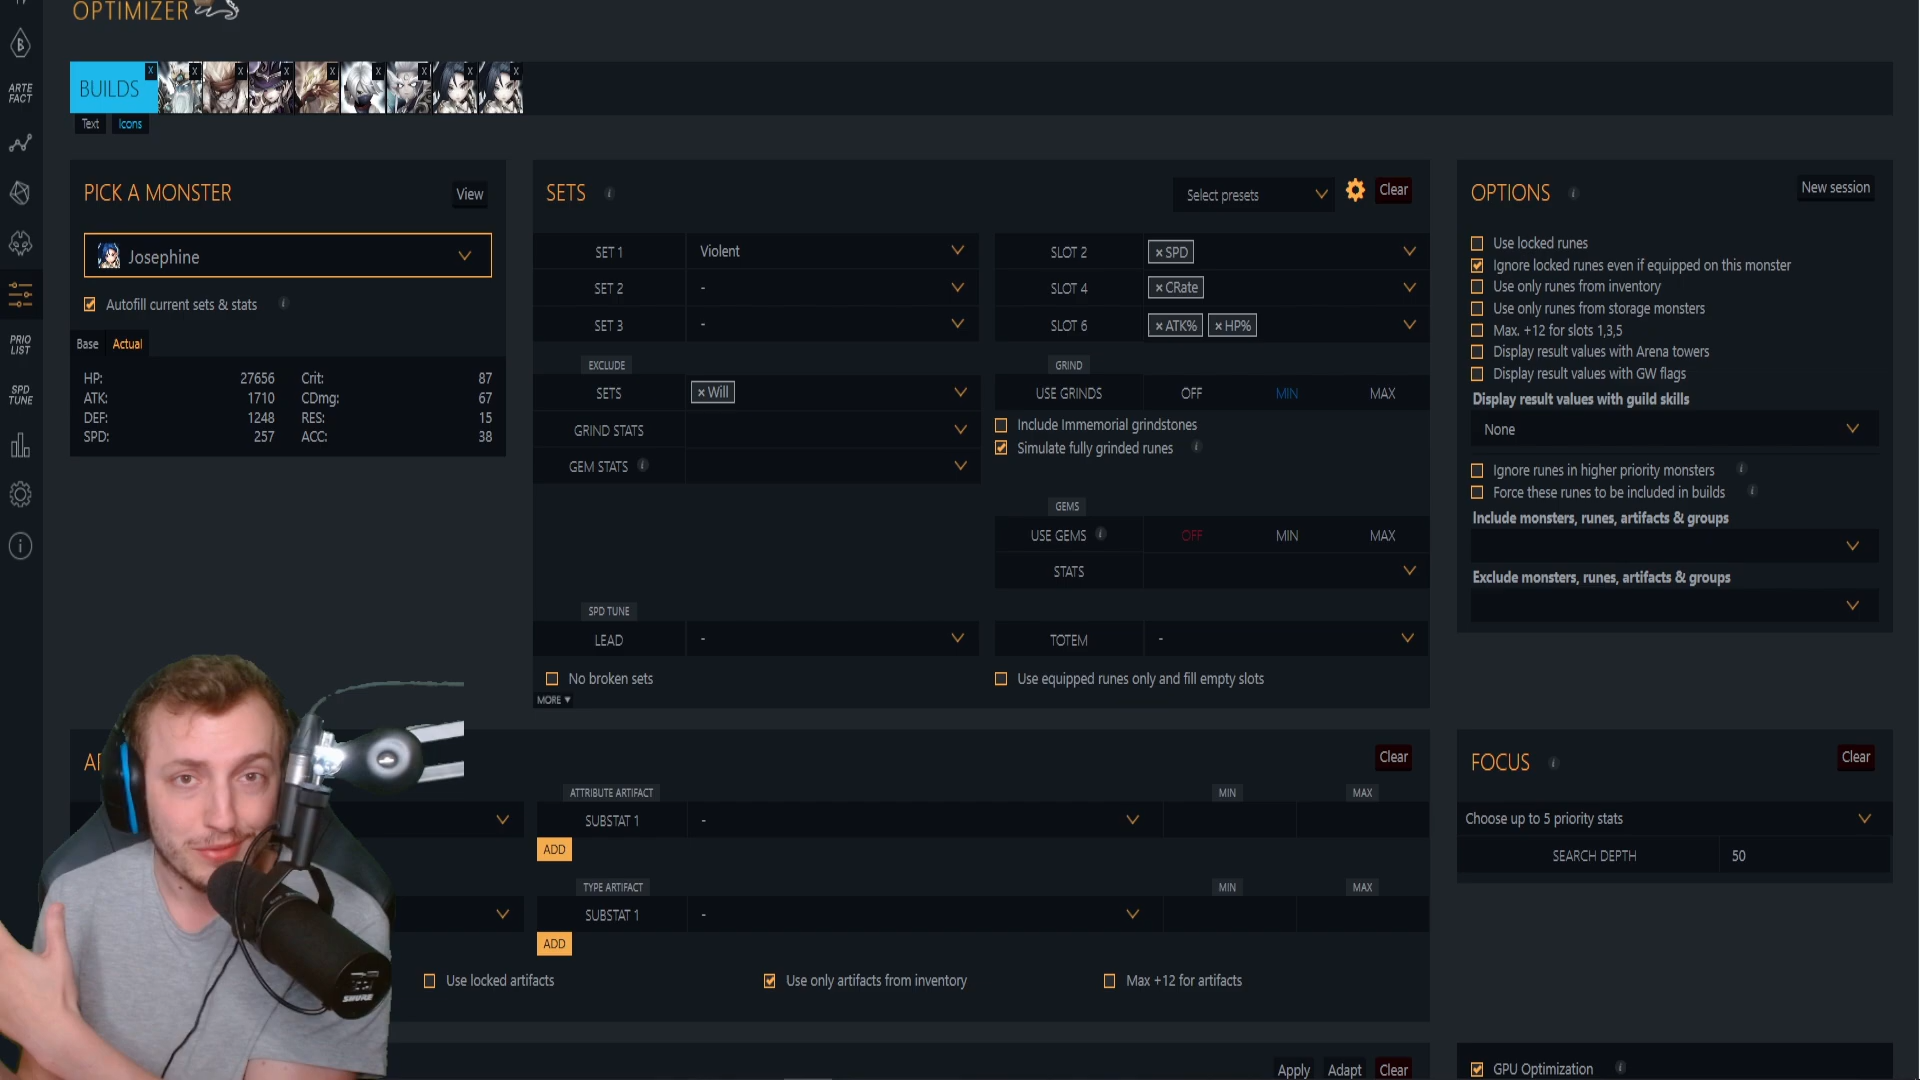 OPTIMIZER
BUILDS
x x x x x x x x x
Text Icons
ARTE
FACT
PRIO
LIST
SPD
TUNE
PICK A MONSTER
View
Josephine
Autofill current sets & stats
Base Actual
HP: 27656 Crit: 87
ATK: 1710 CDmg: 67
DEF: 1248 RES: 15
SPD: 257 ACC: 38
SETS
Select presets
Clear
SET 1 Violent
SET 2 -
SET 3 -
SLOT 2 ×SPD
SLOT 4 ×CRate
SLOT 6 ×ATK% ×HP%
EXCLUDE
SETS ×Will
GRIND STATS
GEM STATS
GRIND
USE GRINDS OFF MIN MAX
Include Immemorial grindstones
Simulate fully grinded runes
GEMS
USE GEMS OFF MIN MAX
STATS
SPD TUNE
LEAD -
TOTEM -
No broken sets
Use equipped runes only and fill empty slots
MORE ▼
OPTIONS
New session
Use locked runes
Ignore locked runes even if equipped on this monster
Use only runes from inventory
Use only runes from storage monsters
Max. +12 for slots 1,3,5
Display result values with Arena towers
Display result values with GW flags
Display result values with guild skills
None
Ignore runes in higher priority monsters
Force these runes to be included in builds
Include monsters, runes, artifacts & groups
Exclude monsters, runes, artifacts & groups
Clear
ATTRIBUTE ARTIFACT MIN MAX
SUBSTAT 1 -
ADD
TYPE ARTIFACT MIN MAX
SUBSTAT 1 -
ADD
Use locked artifacts
Use only artifacts from inventory
Max +12 for artifacts
FOCUS
Clear
Choose up to 5 priority stats
SEARCH DEPTH 50
Apply Adapt Clear
GPU Optimization
SHURE